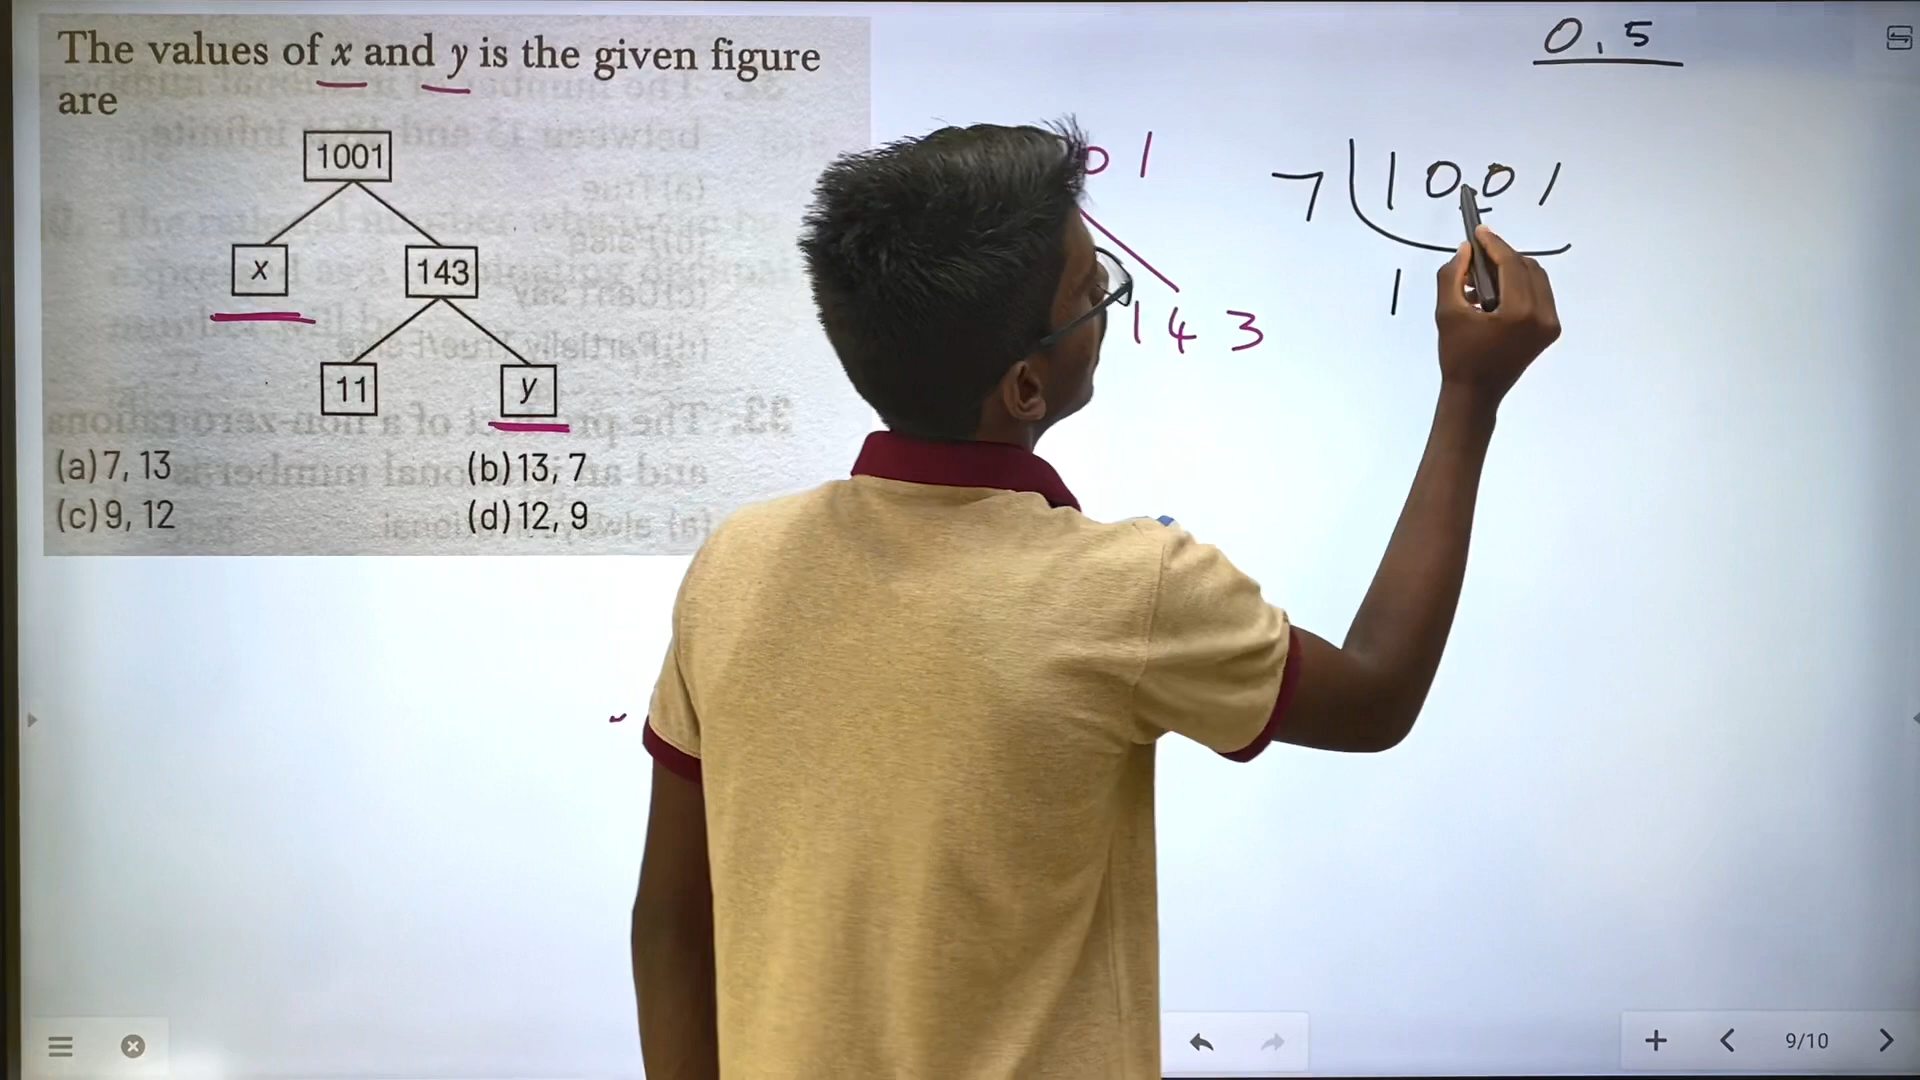 The values of x and y is the given figure
are
1001
x
143
11
y
(a) 7, 13
(b) 13, 7
(c) 9, 12
(d) 12, 9
0.5
01
143
7 1001
1
9/10